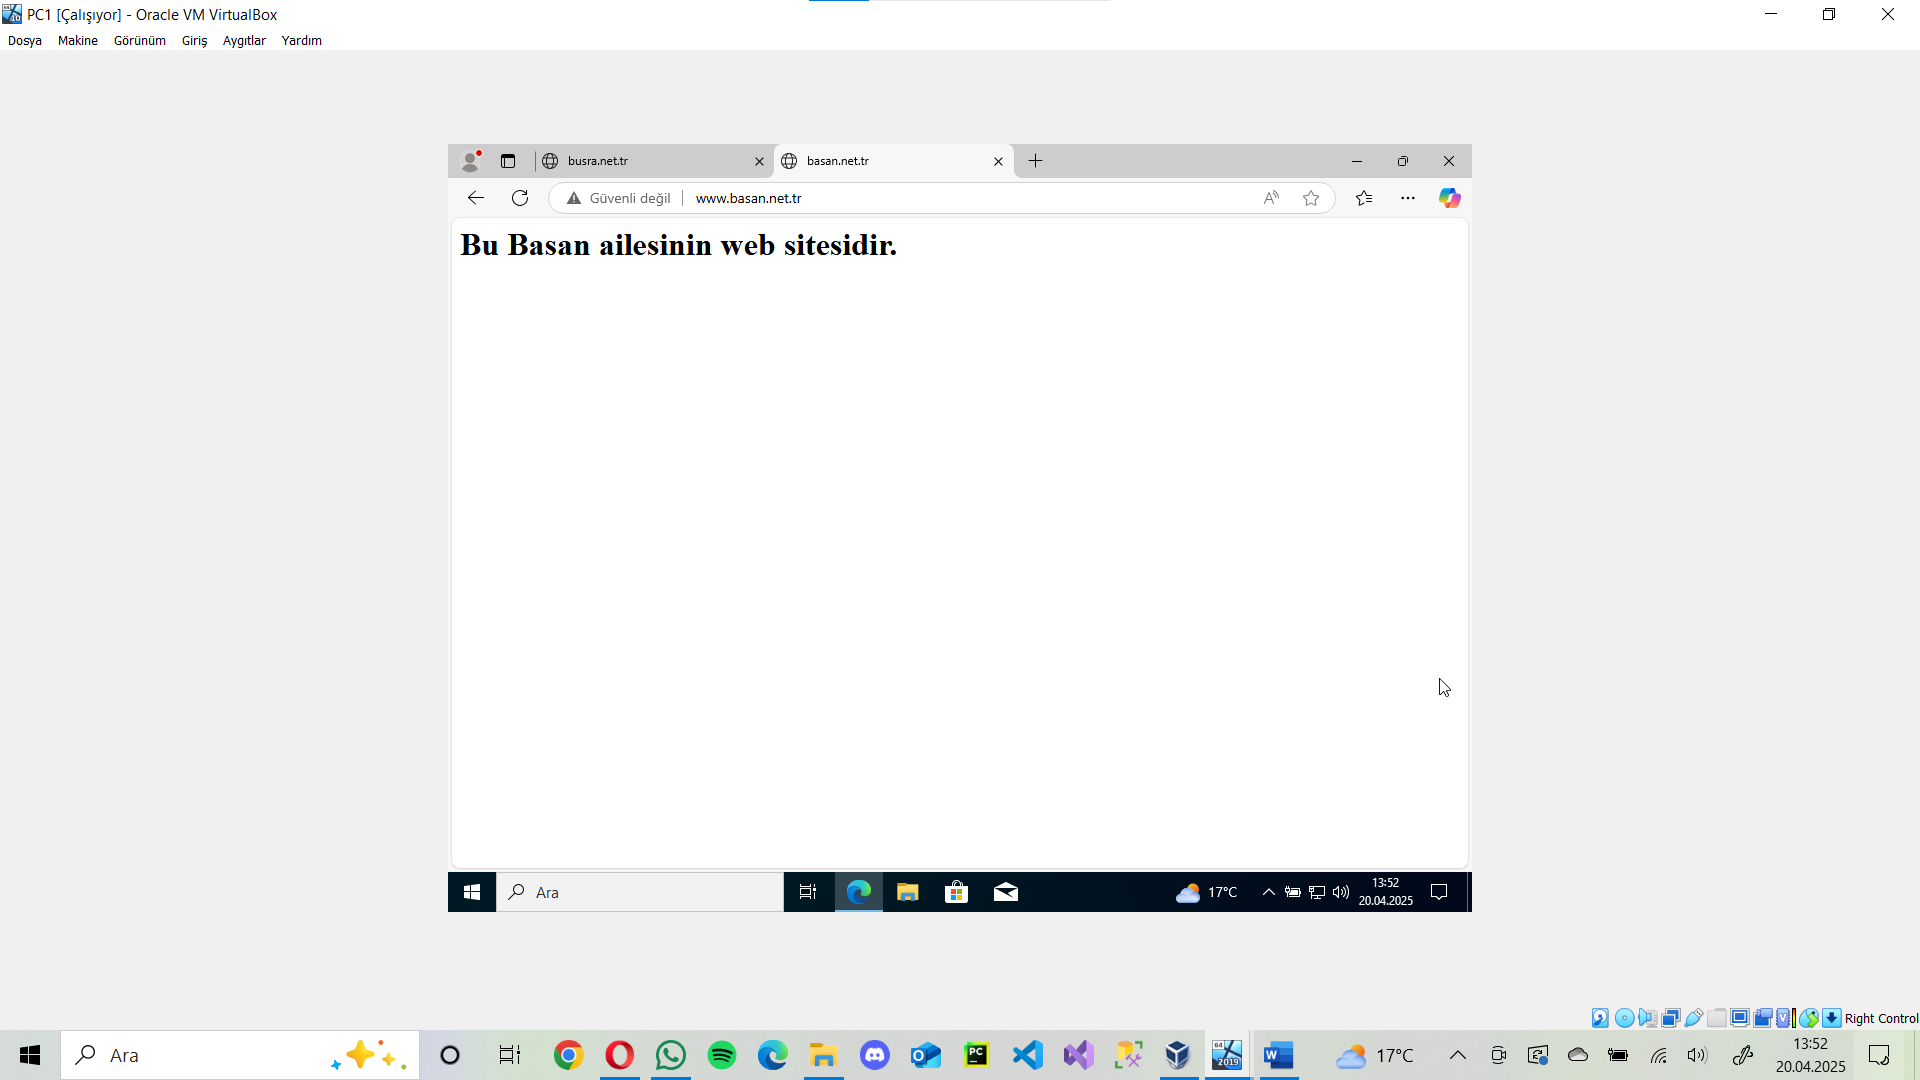 PC1 [Çalışıyor] - Oracle VM VirtualBox
Dosya Makine Görünüm Giriş Aygıtlar Yardım
busra.net.tr
basan.net.tr
Güvenli değil
www.basan.net.tr
Bu Basan ailesinin web sitesidir.
Ara
17°C
13:52
20.04.2025
Right Control
Ara
17°C
13:52
20.04.2025